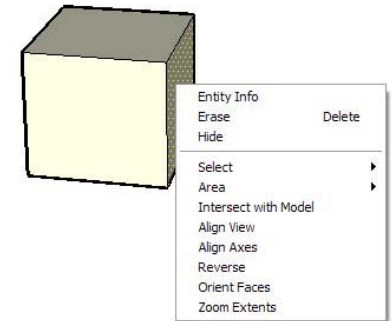 Entity Info
Erase Delete
Hide
Select
Area
Intersect with Model
Align View
Align Axes
Reverse
Orient Faces
Zoom Extents